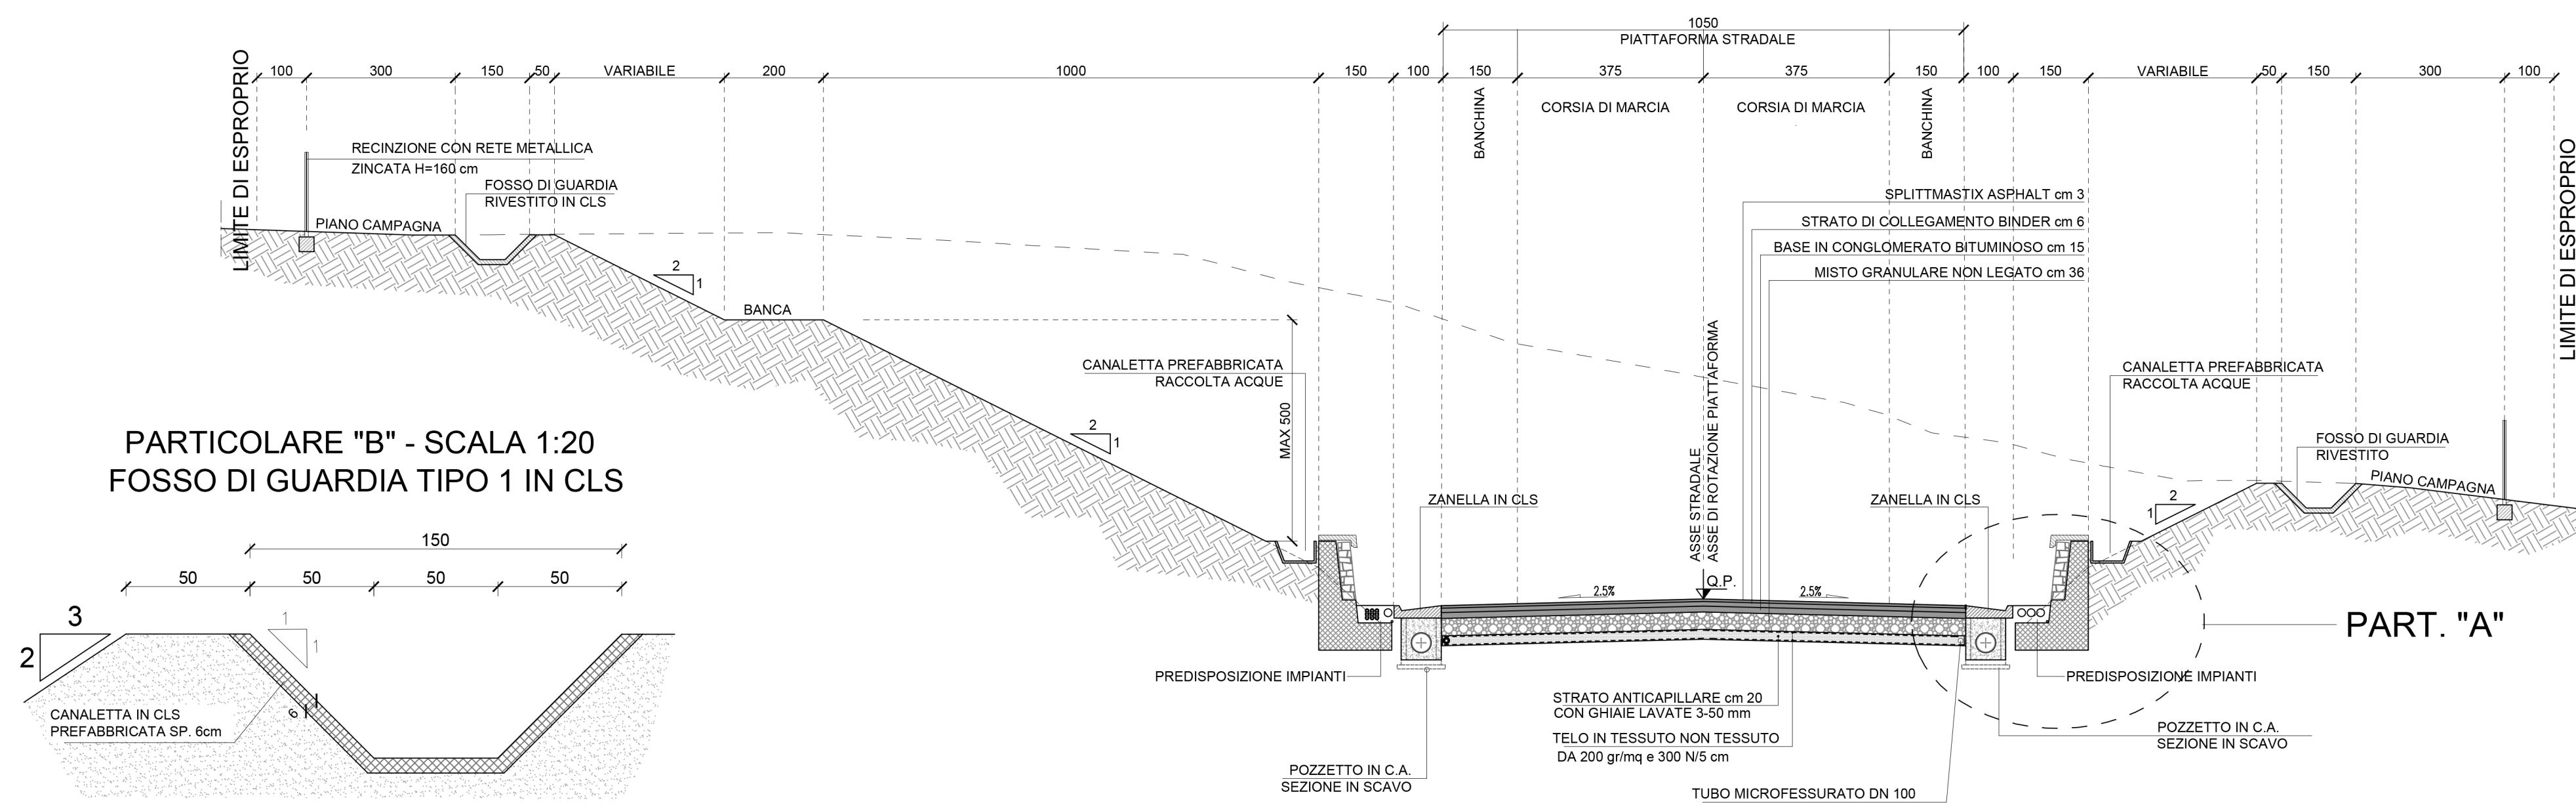 1050
PIATTAFORMA STRADALE
100 300 150 50 VARIABILE 200 1000 150 100 150 375 375 150 100 150 VARIABILE 50 150 300 100
LIMITE DI ESPROPRIO
BANCHINA
CORSIA DI MARCIA
CORSIA DI MARCIA
BANCHINA
LIMITE DI ESPROPRIO
RECINZIONE CON RETE METALLICA
ZINCATA H=160 cm
FOSSO DI GUARDIA
RIVESTITO IN CLS
PIANO CAMPAGNA
SPLITTMASTIX ASPHALT cm 3
STRATO DI COLLEGAMENTO BINDER cm 6
BASE IN CONGLOMERATO BITUMINOSO cm 15
MISTO GRANULARE NON LEGATO cm 36
2
1
BANCA
CANALETTA PREFABBRICATA
RACCOLTA ACQUE
MAX 500
2
1
ASSE STRADALE
ASSE DI ROTAZIONE PIATTAFORMA
CANALETTA PREFABBRICATA
RACCOLTA ACQUE
FOSSO DI GUARDIA
RIVESTITO
PIANO CAMPAGNA
2
1
ZANELLA IN CLS
ZANELLA IN CLS
Q.P.
2.5%
2.5%
PREDISPOSIZIONE IMPIANTI
PREDISPOSIZIONE IMPIANTI
PART. "A"
STRATO ANTICAPILLARE cm 20
CON GHIAIE LAVATE 3-50 mm
TELO IN TESSUTO NON TESSUTO
DA 200 gr/mq e 300 N/5 cm
POZZETTO IN C.A.
SEZIONE IN SCAVO
POZZETTO IN C.A.
SEZIONE IN SCAVO
TUBO MICROFESSURATO DN 100
PARTICOLARE "B" - SCALA 1:20
FOSSO DI GUARDIA TIPO 1 IN CLS
150
50 50 50 50
3
2
1
1
6
CANALETTA IN CLS
PREFABBRICATA SP. 6cm